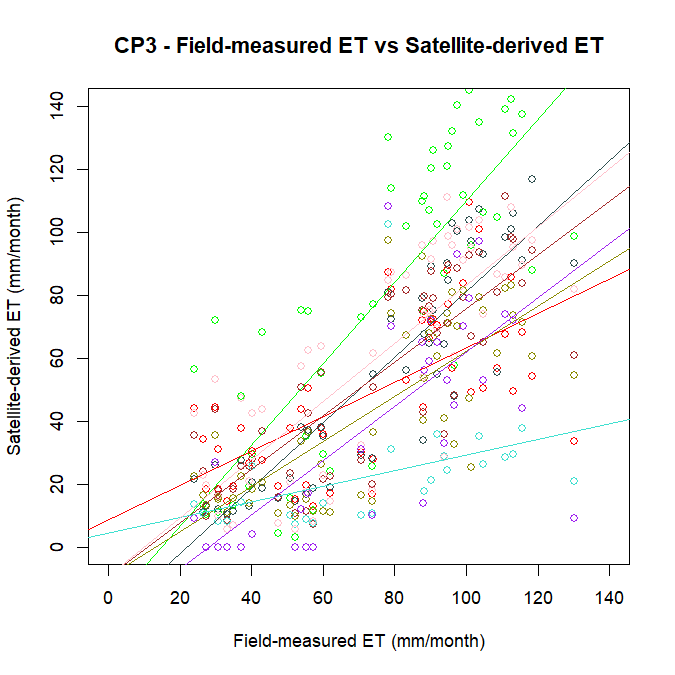 CP3 - Field-measured ET vs Satellite-derived ET
Satellite-derived ET (mm/month)
140
120
100
80
60
40
20
0
0 20 40 60 80 100 120 140
Field-measured ET (mm/month)